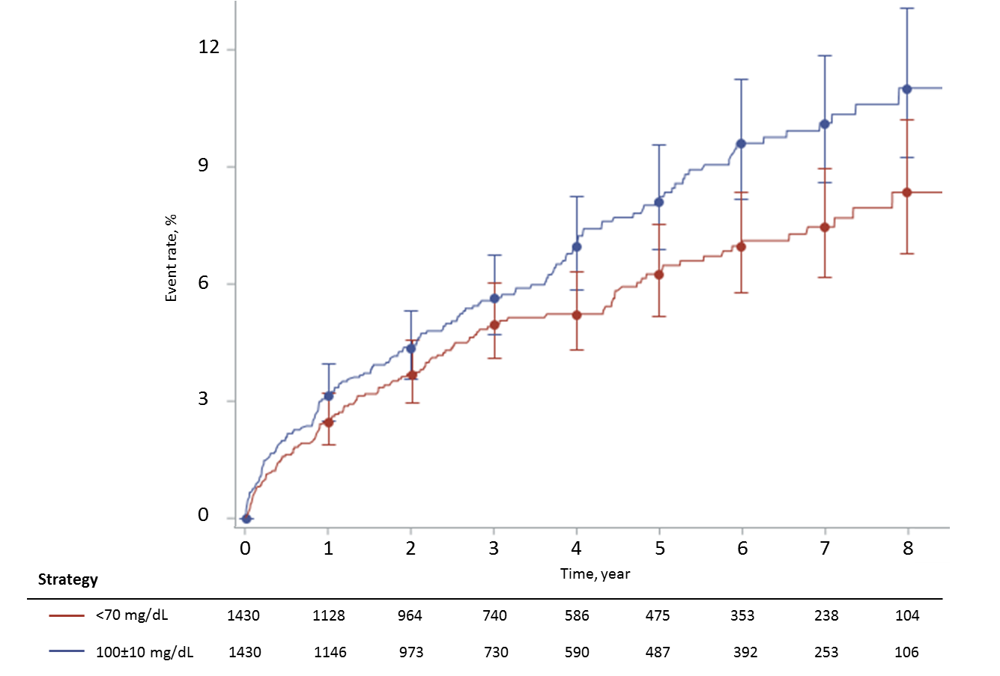 12
9
6
3
0
Event rate, %
0 1 2 3 4 5 6 7 8
Time, year
Strategy
<70 mg/dL 1430 1128 964 740 586 475 353 238 104
100±10 mg/dL 1430 1146 973 730 590 487 392 253 106